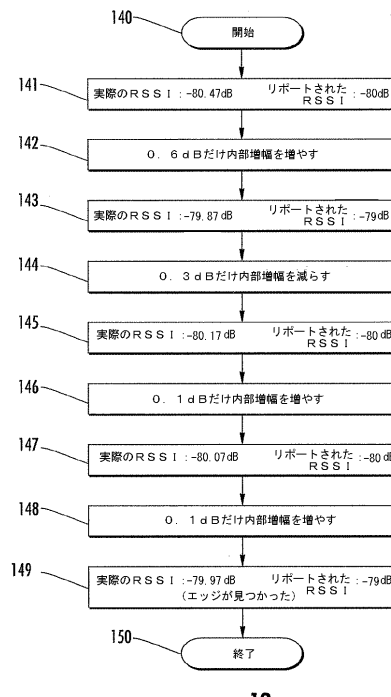 140
開始
141
実際のRSSI:-80.47dB リポートされた:-80dB
RSSI
142
0.6dBだけ内部増幅を増やす
143
実際のRSSI:-79.87dB リポートされた:-79dB
RSSI
144
0.3dBだけ内部増幅を減らす
145
実際のRSSI:-80.17dB リポートされた:-80dB
RSSI
146
0.1dBだけ内部増幅を増やす
147
実際のRSSI:-80.07dB リポートされた:-80dB
RSSI
148
0.1dBだけ内部増幅を増やす
149
実際のRSSI:-79.97dB リポートされた:-79dB
(エッジが見つかった) RSSI
150
終了